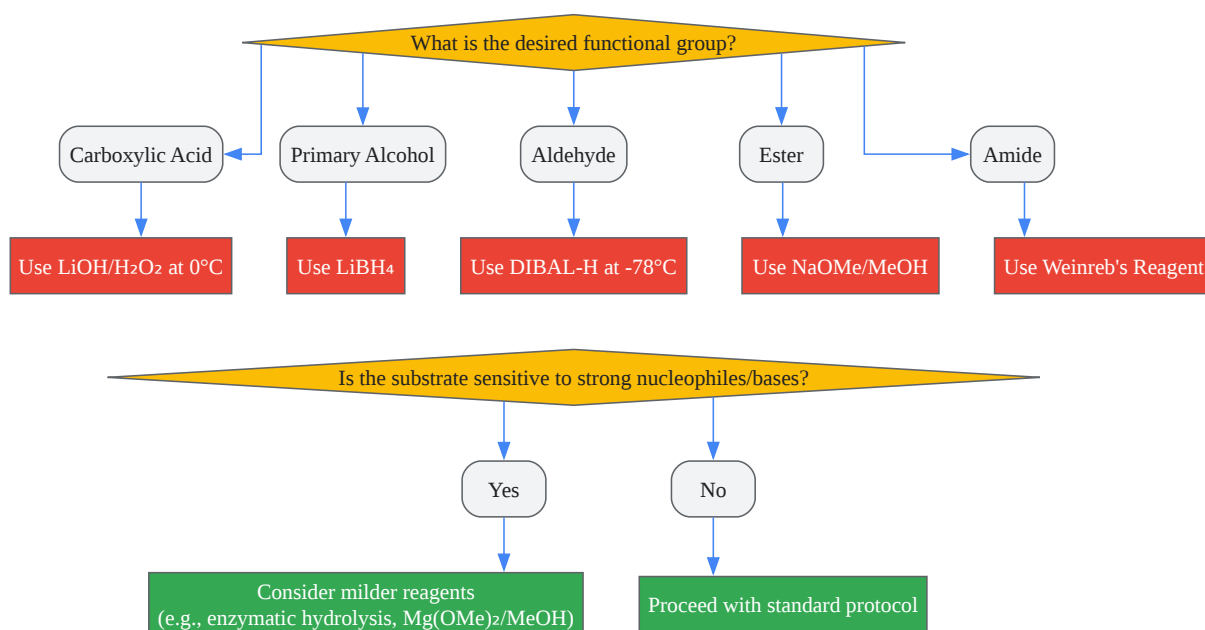 What is the desired functional group?
Carboxylic Acid
Primary Alcohol
Aldehyde
Ester
Amide
Use LiOH/H₂O₂ at 0°C
Use LiBH₄
Use DIBAL-H at -78°C
Use NaOMe/MeOH
Use Weinreb's Reagent
Is the substrate sensitive to strong nucleophiles/bases?
Yes
No
Consider milder reagents
(e.g., enzymatic hydrolysis, Mg(OMe)₂/MeOH)
Proceed with standard protocol